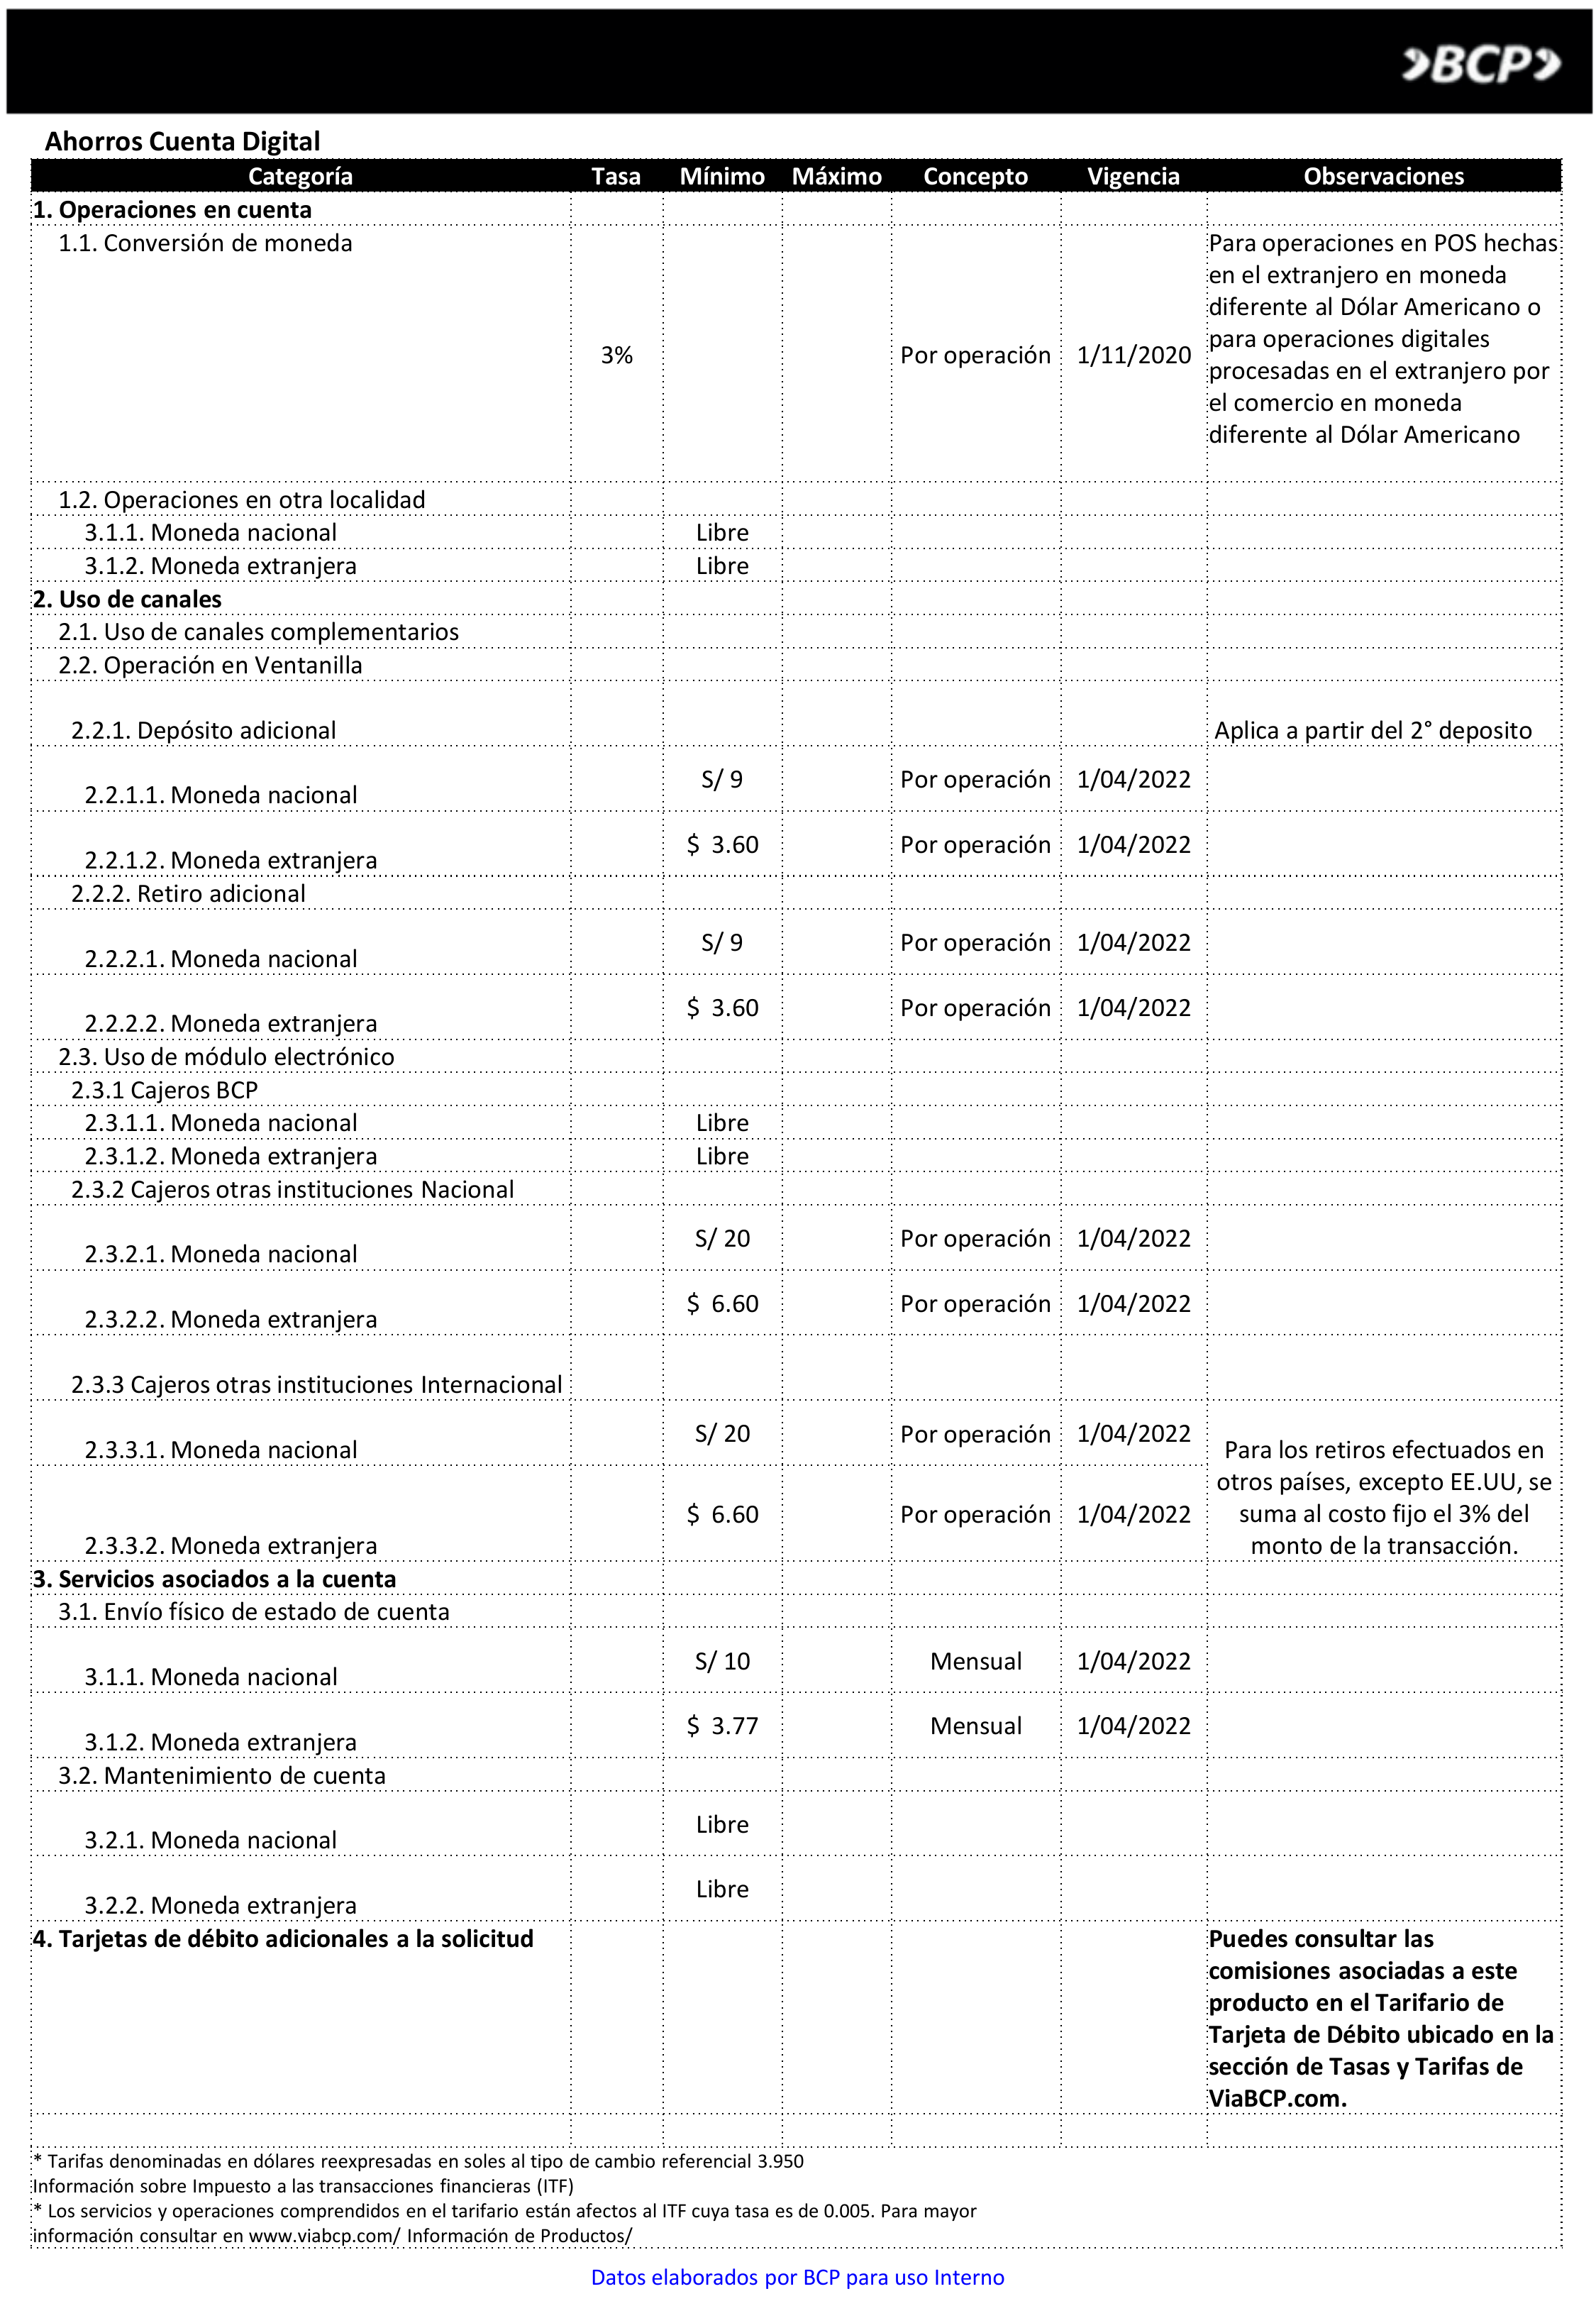 BCP
Ahorros Cuenta Digital
Categoría Tasa Mínimo Máximo Concepto Vigencia Observaciones
1. Operaciones en cuenta
1.1. Conversión de moneda
3% Por operación 1/11/2020
Para operaciones en POS hechas
en el extranjero en moneda
diferente al Dólar Americano o
para operaciones digitales
procesadas en el extranjero por
el comercio en moneda
diferente al Dólar Americano
1.2. Operaciones en otra localidad
3.1.1. Moneda nacional Libre
3.1.2. Moneda extranjera Libre
2. Uso de canales
2.1. Uso de canales complementarios
2.2. Operación en Ventanilla
2.2.1. Depósito adicional Aplica a partir del 2° deposito
2.2.1.1. Moneda nacional S/ 9 Por operación 1/04/2022
2.2.1.2. Moneda extranjera $ 3.60 Por operación 1/04/2022
2.2.2. Retiro adicional
2.2.2.1. Moneda nacional S/ 9 Por operación 1/04/2022
2.2.2.2. Moneda extranjera $ 3.60 Por operación 1/04/2022
2.3. Uso de módulo electrónico
2.3.1 Cajeros BCP
2.3.1.1. Moneda nacional Libre
2.3.1.2. Moneda extranjera Libre
2.3.2 Cajeros otras instituciones Nacional
2.3.2.1. Moneda nacional S/ 20 Por operación 1/04/2022
2.3.2.2. Moneda extranjera $ 6.60 Por operación 1/04/2022
2.3.3 Cajeros otras instituciones Internacional
2.3.3.1. Moneda nacional S/ 20 Por operación 1/04/2022
2.3.3.2. Moneda extranjera $ 6.60 Por operación 1/04/2022
Para los retiros efectuados en
otros países, excepto EE.UU, se
suma al costo fijo el 3% del
monto de la transacción.
3. Servicios asociados a la cuenta
3.1. Envío físico de estado de cuenta
3.1.1. Moneda nacional S/ 10 Mensual 1/04/2022
3.1.2. Moneda extranjera $ 3.77 Mensual 1/04/2022
3.2. Mantenimiento de cuenta
3.2.1. Moneda nacional Libre
3.2.2. Moneda extranjera Libre
4. Tarjetas de débito adicionales a la solicitud
Puedes consultar las
comisiones asociadas a este
producto en el Tarifario de
Tarjeta de Débito ubicado en la
sección de Tasas y Tarifas de
ViaBCP.com.
* Tarifas denominadas en dólares reexpresadas en soles al tipo de cambio referencial 3.950
Información sobre Impuesto a las transacciones financieras (ITF)
* Los servicios y operaciones comprendidos en el tarifario están afectos al ITF cuya tasa es de 0.005. Para mayor
información consultar en www.viabcp.com/ Información de Productos/
Datos elaborados por BCP para uso Interno